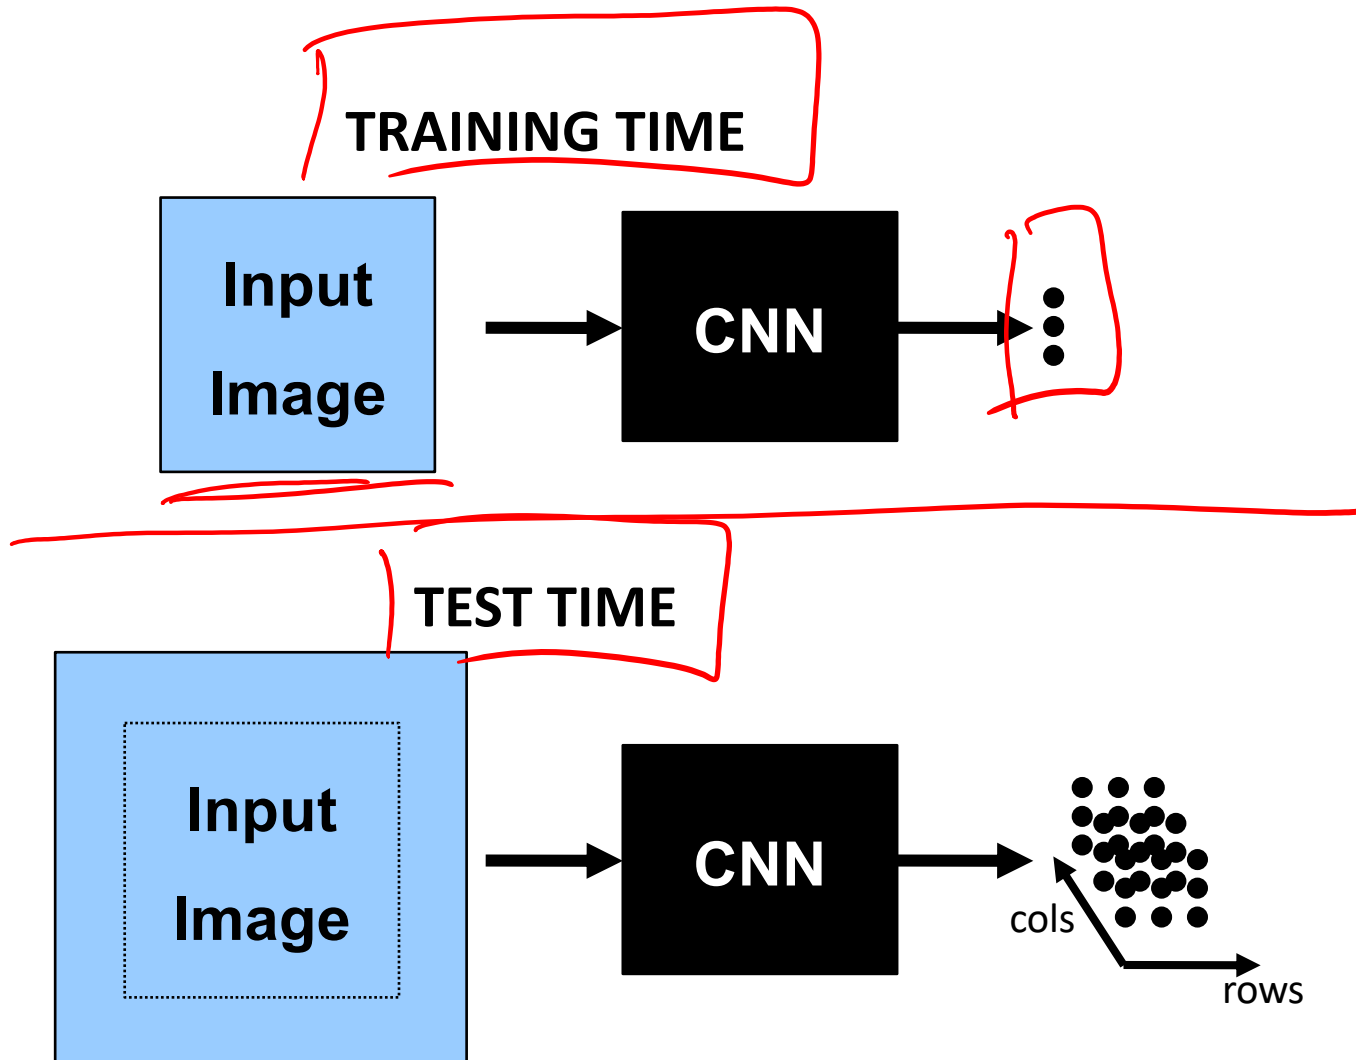 TRAINING TIME
Input
Image
CNN
TEST TIME
Input
Image
CNN
cols
rows